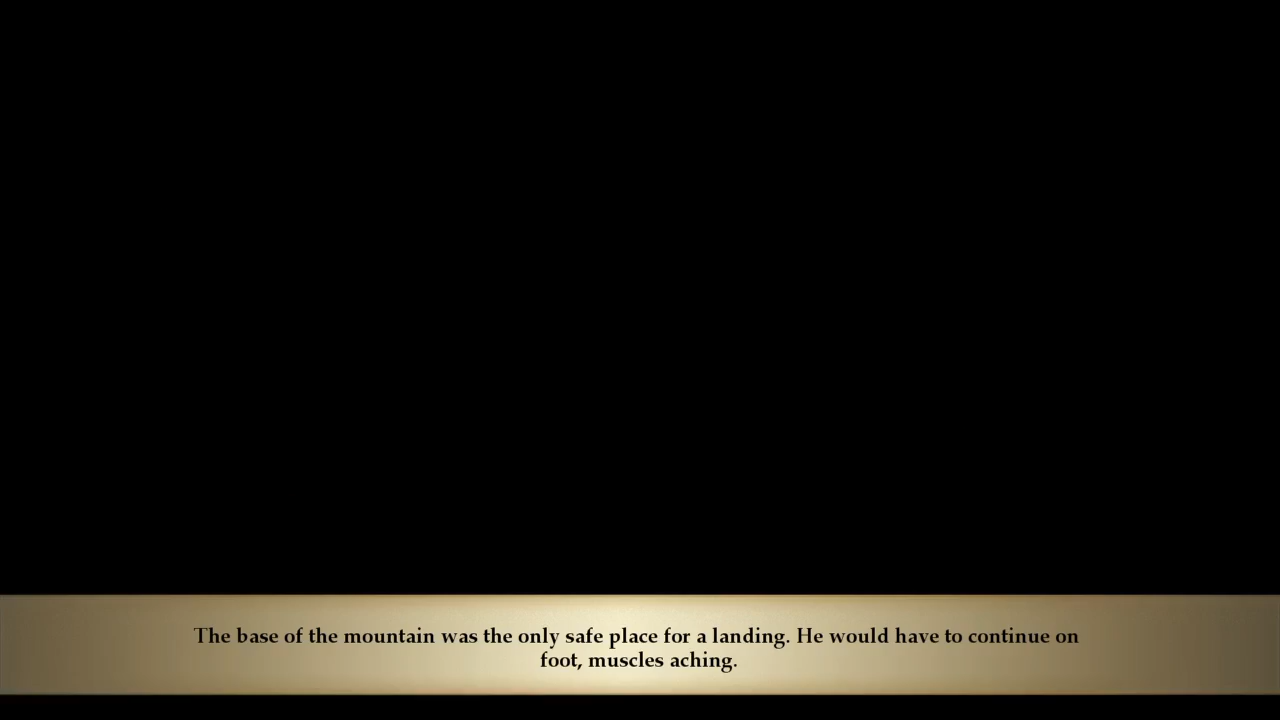 The base of the mountain was the only safe place for a landing. He would have to continue on
foot, muscles aching.